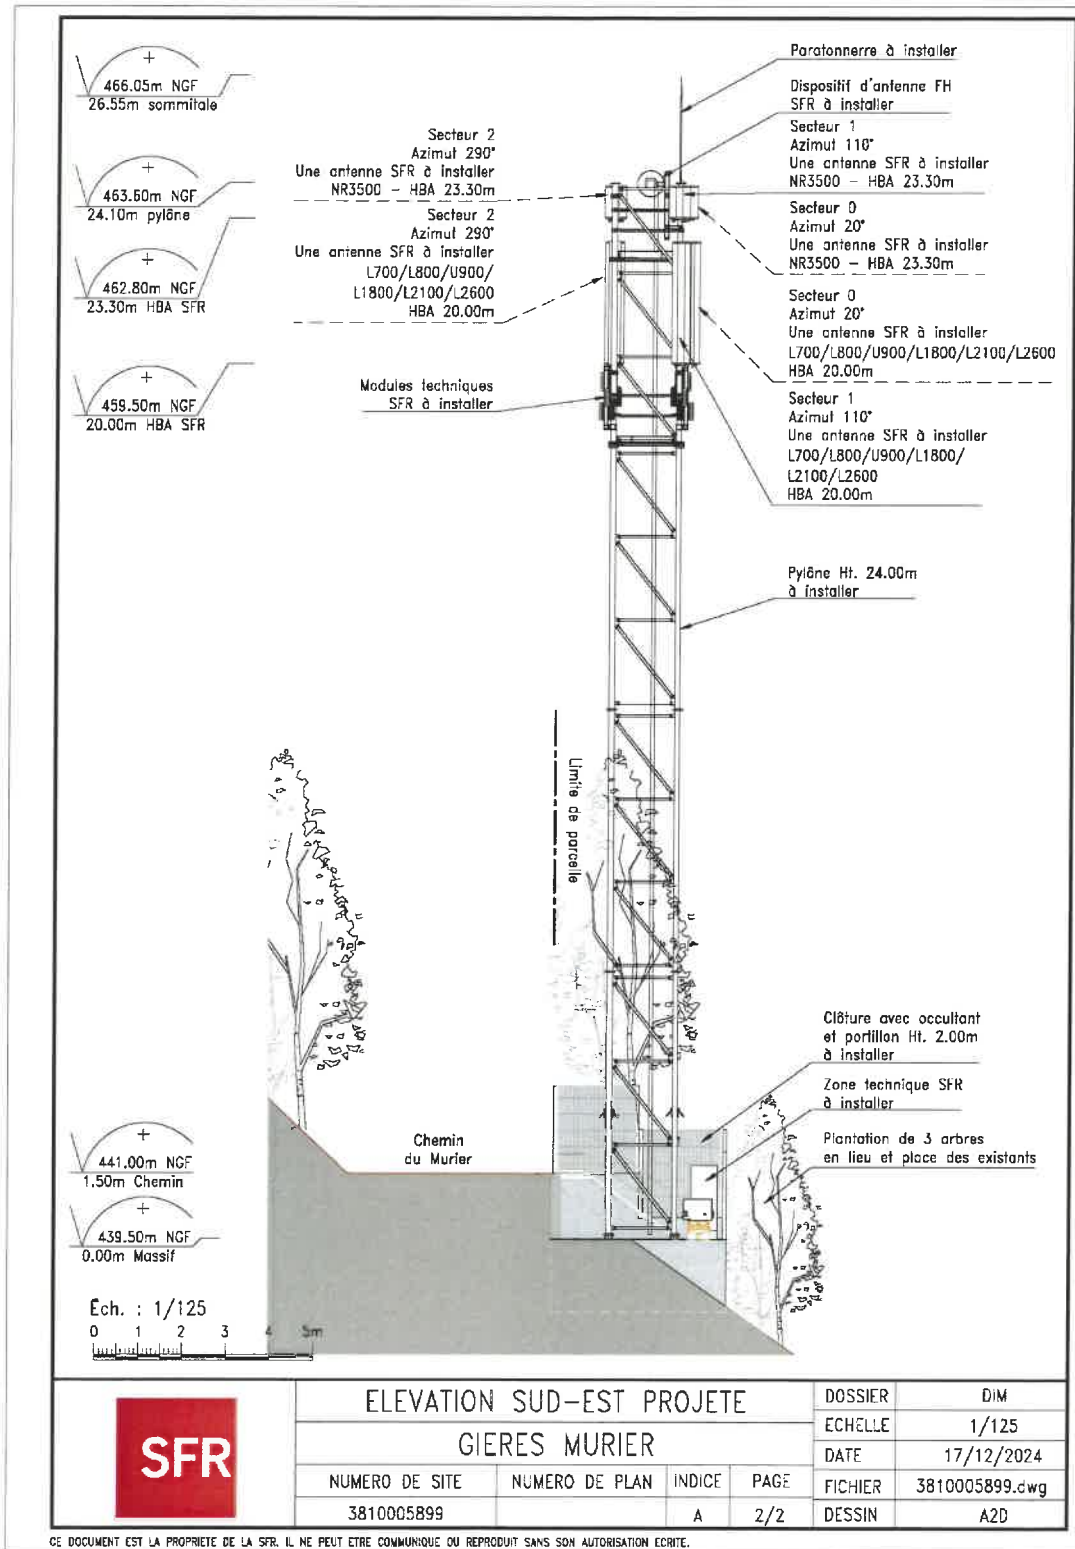 466.05m NGF
26.55m sommitale
463.60m NGF
24.10m pylône
462.80m NGF
23.30m HBA SFR
459.50m NGF
20.00m HBA SFR
Secteur 2
Azimut 290°
Une antenne SFR à installer
NR3500 - HBA 23.30m
Secteur 2
Azimut 290°
Une antenne SFR à installer
L700/L800/U900/
L1800/L2100/L2600
HBA 20.00m
Modules techniques
SFR à installer
Paratonnerre à installer
Dispositif d'antenne FH
SFR à installer
Secteur 1
Azimut 110°
Une antenne SFR à installer
NR3500 - HBA 23.30m
Secteur 0
Azimut 20°
Une antenne SFR à installer
NR3500 - HBA 23.30m
Secteur 0
Azimut 20°
Une antenne SFR à installer
L700/L800/U900/L1800/L2100/L2600
HBA 20.00m
Secteur 1
Azimut 110°
Une antenne SFR à installer
L700/L800/U900/L1800/
L2100/L2600
HBA 20.00m
Pylône Ht. 24.00m
à installer
Limite de parcelle
Clôture avec occultant
et portillon Ht. 2.00m
à installer
Zone technique SFR
à installer
Plantation de 3 arbres
en lieu et place des existants
Chemin
du Murier
441.00m NGF
1.50m Chemin
439.50m NGF
0.00m Massif
Ech. : 1/125
0 1 2 3 4 5m
SFR
ELEVATION SUD-EST PROJETE
GIERES MURIER
NUMERO DE SITE NUMERO DE PLAN INDICE PAGE
3810005899 A 2/2
DOSSIER DIM
ECHELLE 1/125
DATE 17/12/2024
FICHIER 3810005899.dwg
DESSIN A2D
CE DOCUMENT EST LA PROPRIETE DE LA SFR. IL NE PEUT ETRE COMMUNIQUE OU REPRODUIT SANS SON AUTORISATION ECRITE.